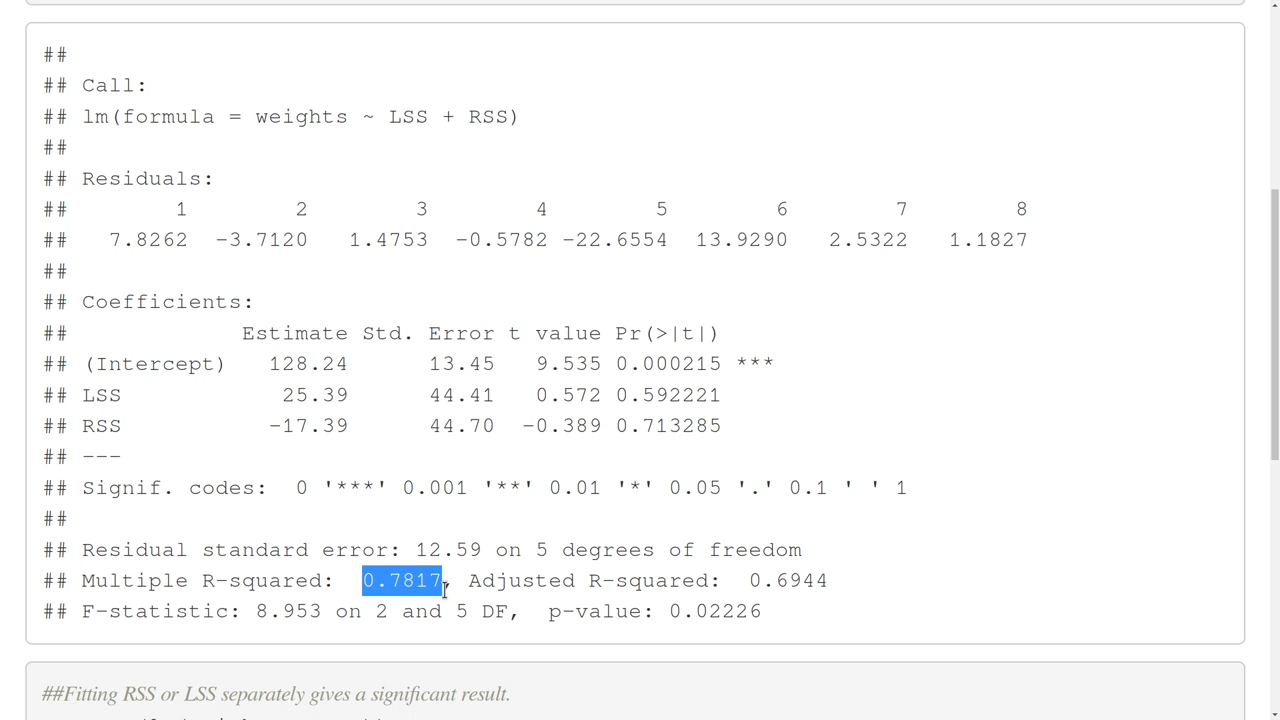 ##
## Call:
## lm(formula = weights ~ LSS + RSS)
##
## Residuals:
##         1        2        3        4        5        6        7        8
##   7.8262  -3.7120   1.4753  -0.5782 -22.6554  13.9290   2.5322   1.1827
##
## Coefficients:
##             Estimate Std. Error t value Pr(>|t|)
## (Intercept)   128.24      13.45   9.535 0.000215 ***
## LSS            25.39      44.41   0.572 0.592221
## RSS           -17.39      44.70  -0.389 0.713285
## ---
## Signif. codes:  0 '***' 0.001 '**' 0.01 '*' 0.05 '.' 0.1 ' ' 1
##
## Residual standard error: 12.59 on 5 degrees of freedom
## Multiple R-squared:  0.7817, Adjusted R-squared:  0.6944
## F-statistic: 8.953 on 2 and 5 DF,  p-value: 0.02226
##Fitting RSS or LSS separately gives a significant result.